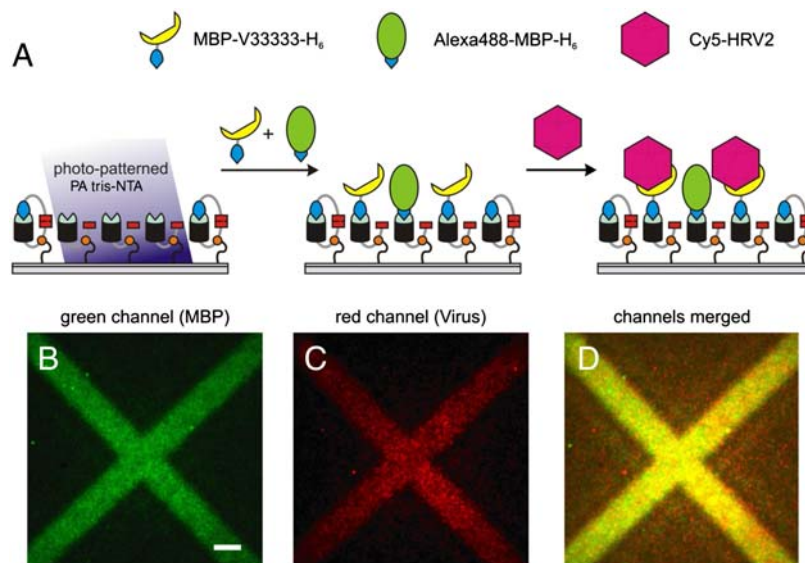 A
MBP-V33333-H₆
Alexa488-MBP-H₆
Cy5-HRV2
photo-patterned
PA tris-NTA
+
green channel (MBP)
red channel (Virus)
channels merged
B
C
D